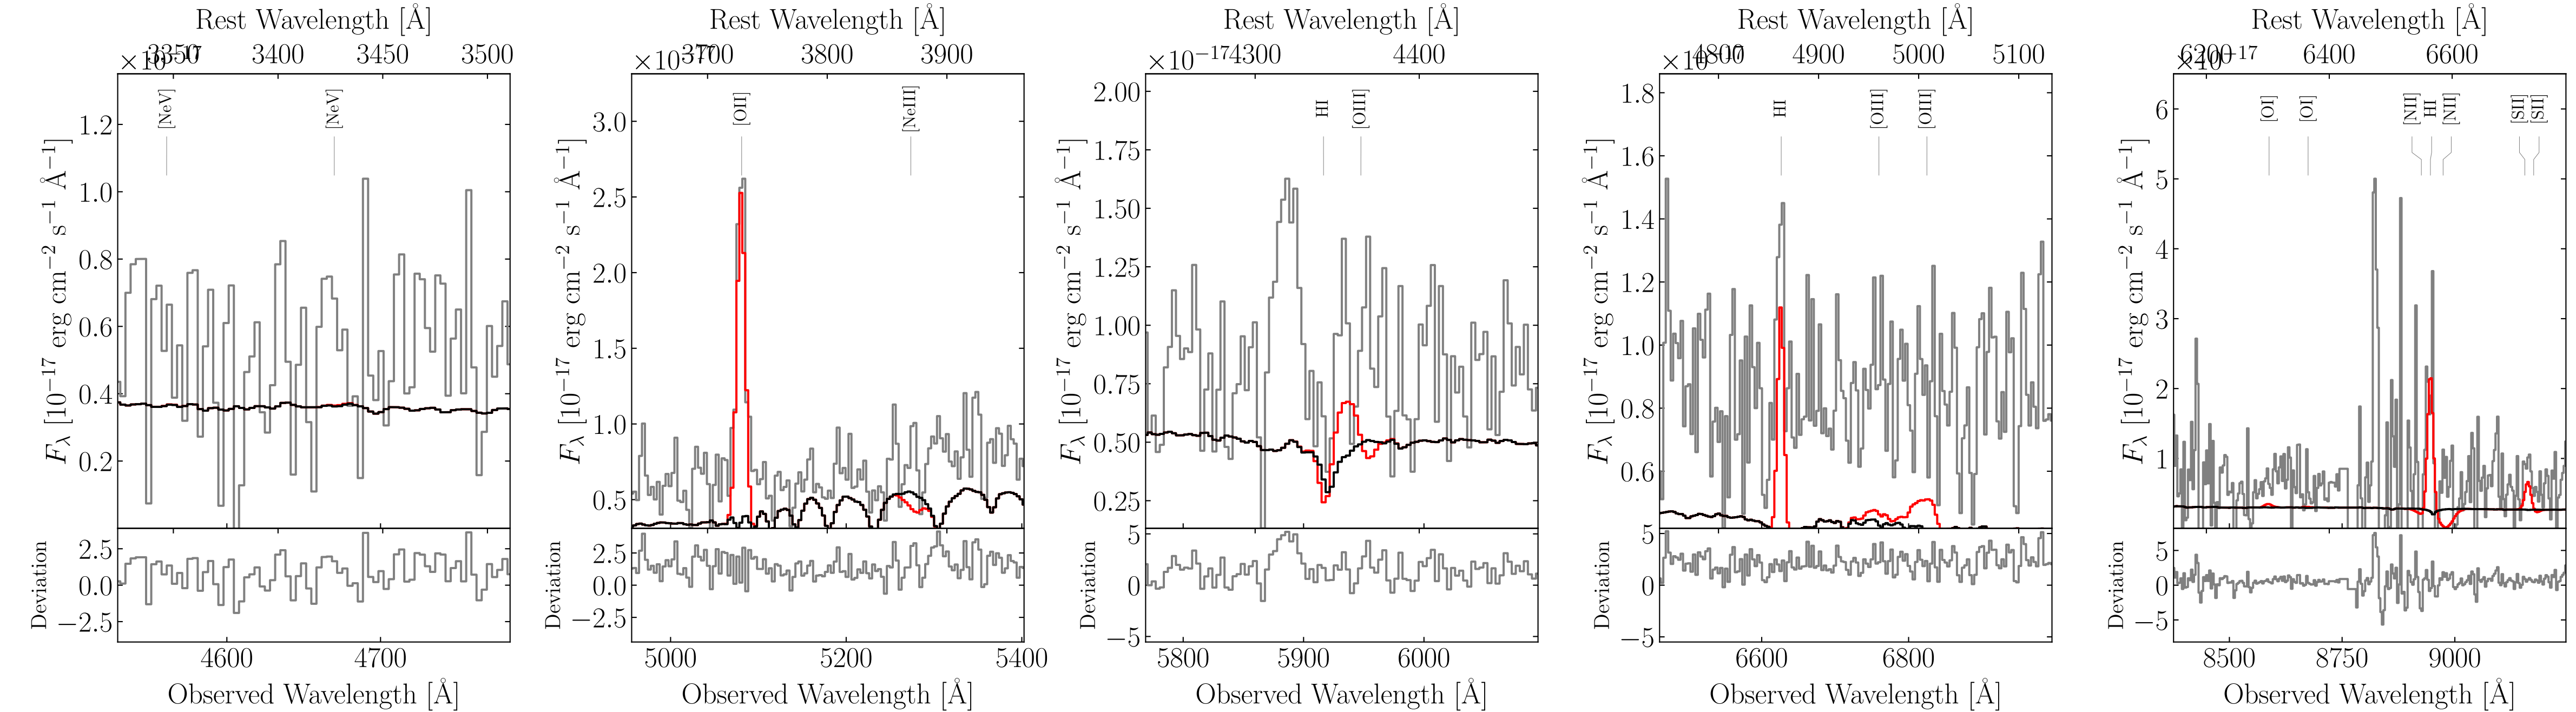 Rest Wavelength [Å]
3400 3450 3500
[NeV] [NeV]
F_λ [10⁻¹⁷ erg cm⁻² s⁻¹ Å⁻¹]
1.2
1.0
0.8
0.6
0.4
0.2
Deviation
2.5
0.0
−2.5
4600 4700
Observed Wavelength [Å]
Rest Wavelength [Å]
3800 3900
[OII] [NeIII]
F_λ [10⁻¹⁷ erg cm⁻² s⁻¹ Å⁻¹]
3.0
2.5
2.0
1.5
1.0
0.5
Deviation
2.5
0.0
−2.5
5000 5200 5400
Observed Wavelength [Å]
Rest Wavelength [Å]
×10⁻¹⁷ 4300 4400
HI [OIII]
F_λ [10⁻¹⁷ erg cm⁻² s⁻¹ Å⁻¹]
2.00
1.75
1.50
1.25
1.00
0.75
0.50
0.25
Deviation
5
0
−5
5800 5900 6000
Observed Wavelength [Å]
Rest Wavelength [Å]
4900 5000 5100
HI [OIII] [OIII]
F_λ [10⁻¹⁷ erg cm⁻² s⁻¹ Å⁻¹]
1.8
1.6
1.4
1.2
1.0
0.8
0.6
Deviation
5
0
−5
6600 6800
Observed Wavelength [Å]
Rest Wavelength [Å]
6400 6600
[OI] [OI] [NII] HI [NII] [SII] [SII]
F_λ [10⁻¹⁷ erg cm⁻² s⁻¹ Å⁻¹]
6
5
4
3
2
1
Deviation
5
0
−5
8500 8750 9000
Observed Wavelength [Å]